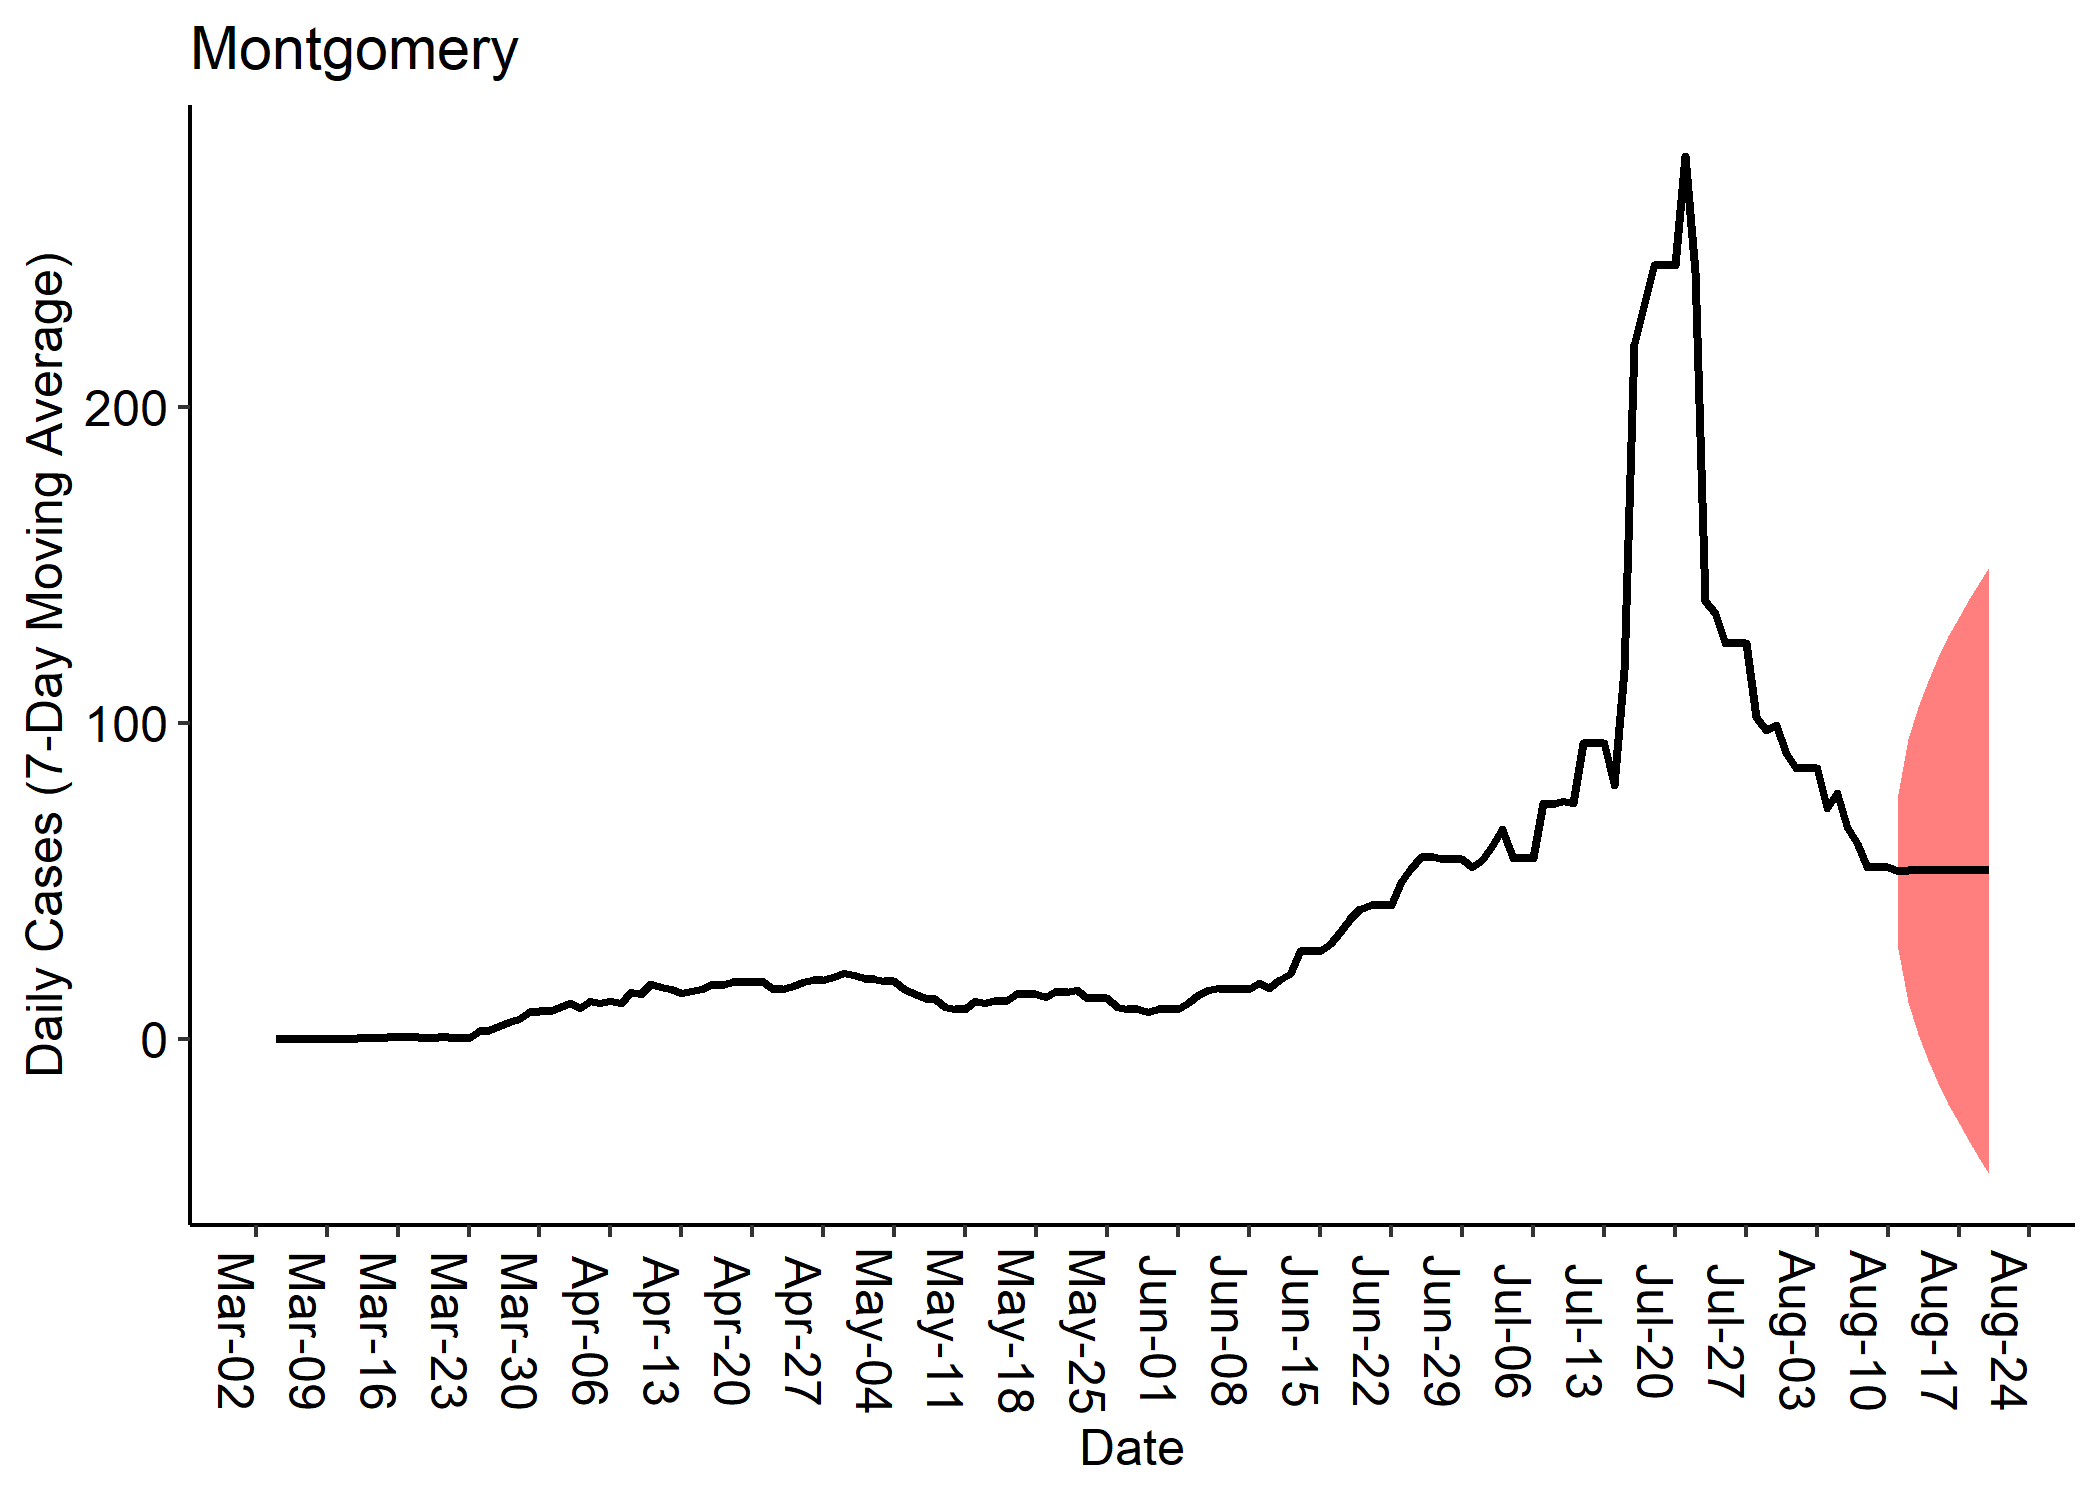 Montgomery
Daily Cases (7-Day Moving Average)
200
100
0
Mar-02
Mar-09
Mar-16
Mar-23
Mar-30
Apr-06
Apr-13
Apr-20
Apr-27
May-04
May-11
May-18
May-25
Jun-01
Jun-08
Jun-15
Jun-22
Jun-29
Jul-06
Jul-13
Jul-20
Jul-27
Aug-03
Aug-10
Aug-17
Aug-24
Date